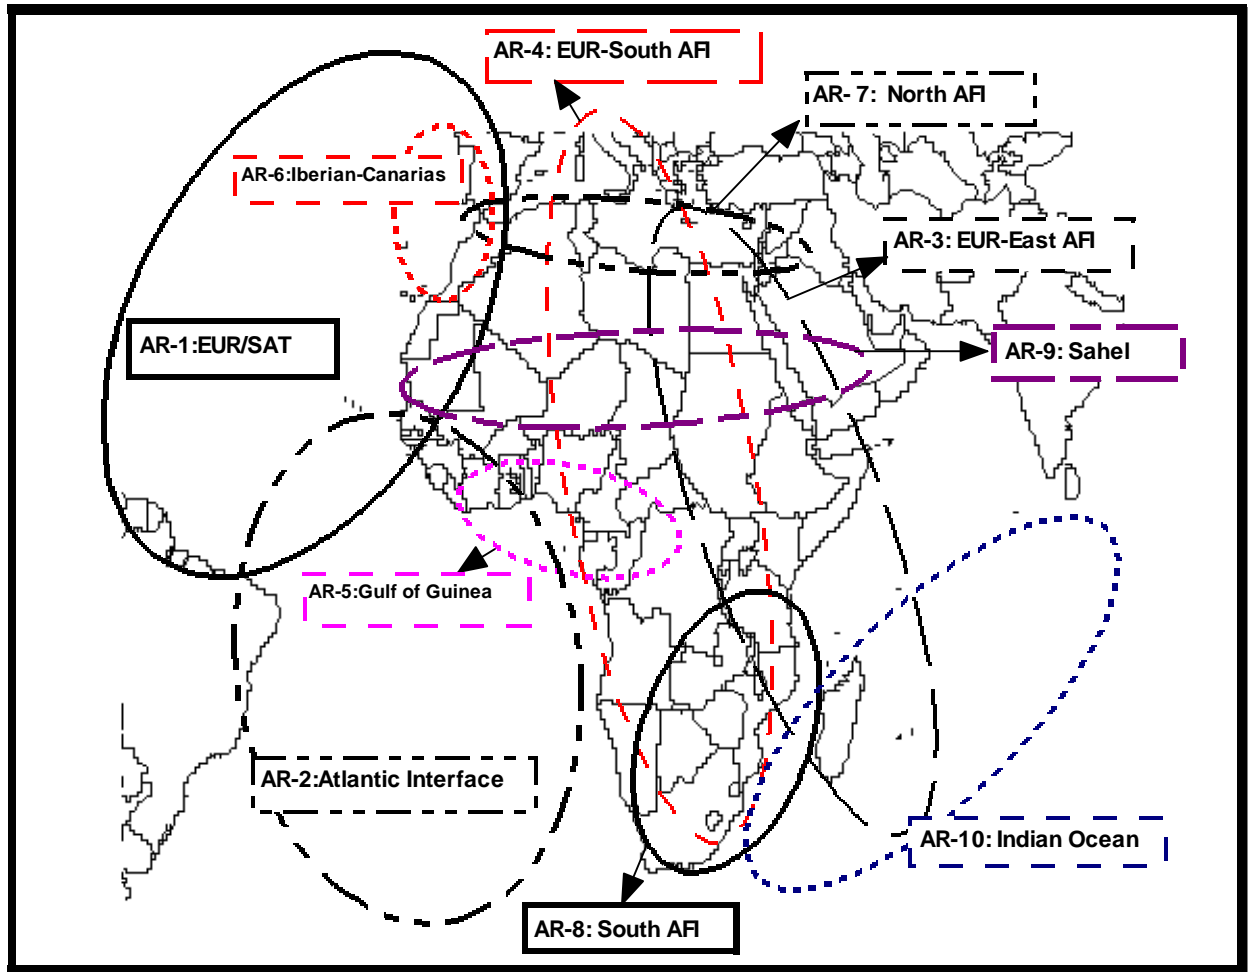 AR-4: EUR-South AFI
AR- 7: North AFI
AR-6:Iberian-Canarias
AR-3: EUR-East AFI
AR-1:EUR/SAT
AR-9: Sahel
AR-5:Gulf of Guinea
AR-2:Atlantic Interface
AR-10: Indian Ocean
AR-8: South AFI